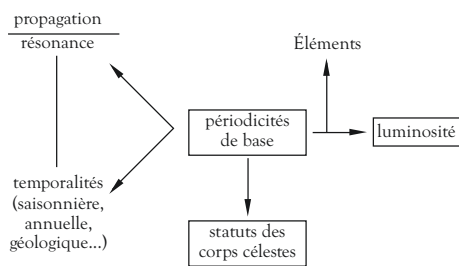 propagation
résonance
Éléments
périodicités
de base
luminosité
temporalités
(saisonnière,
annuelle,
géologique...)
statuts des
corps célestes